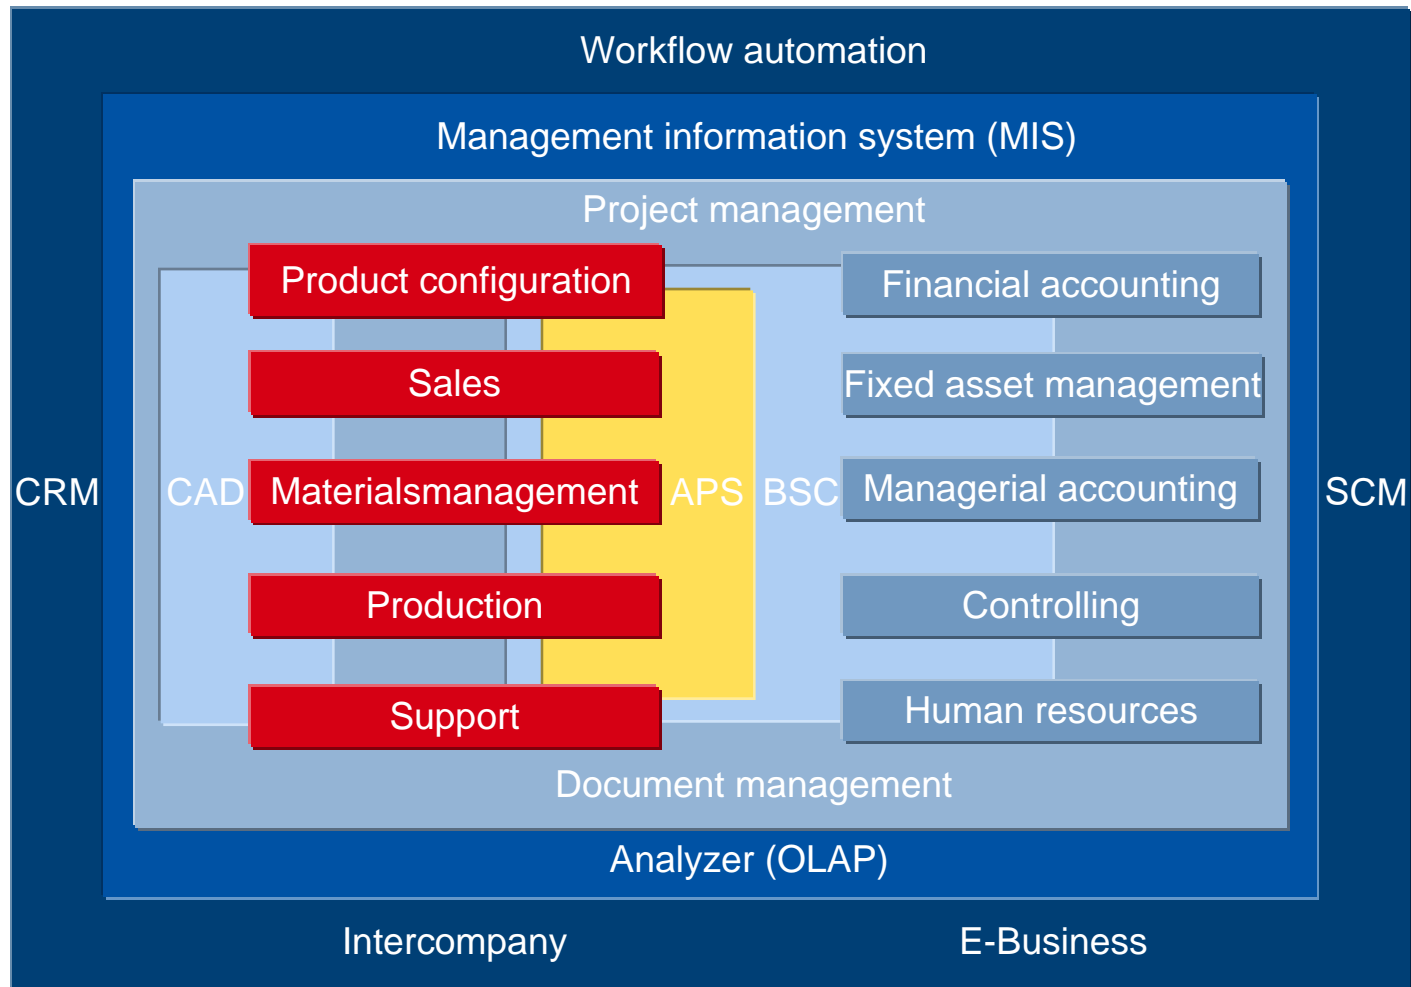 Workflow automation
Management information system (MIS)
Project management
Product configuration
Financial accounting
Sales
Fixed asset management
CRM
CAD
Materialsmanagement
APS
BSC
Managerial accounting
SCM
Production
Controlling
Support
Human resources
Document management
Analyzer (OLAP)
Intercompany
E-Business